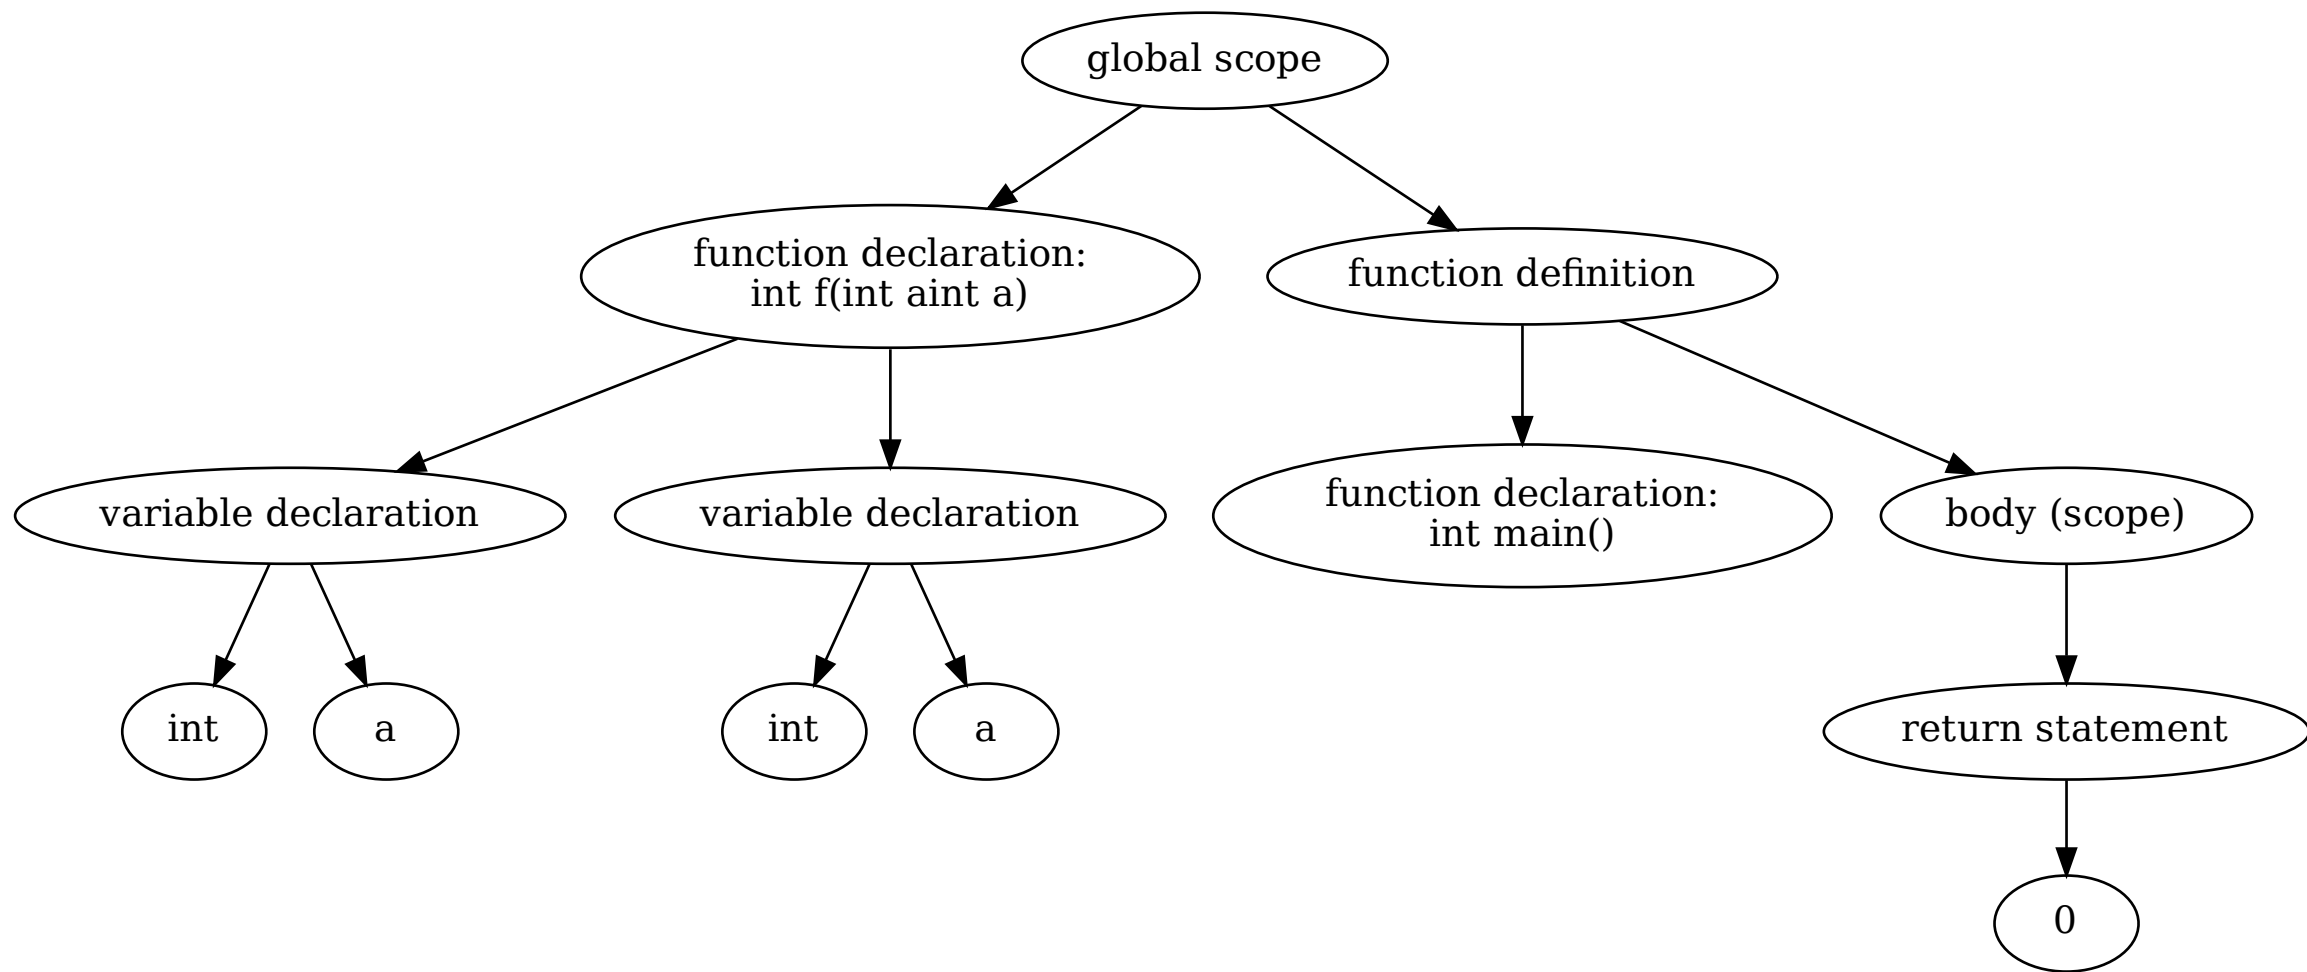 global scope
function declaration:
int f(int aint a)
function definition
variable declaration
variable declaration
function declaration:
int main()
body (scope)
int
a
int
a
return statement
0